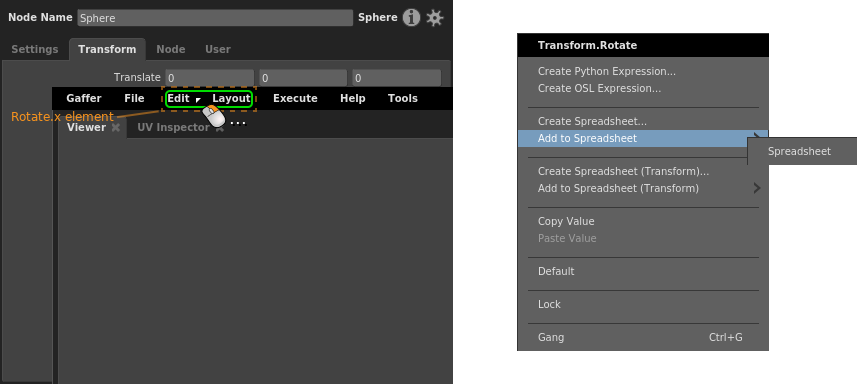 Node Name Sphere Sphere
Settings Transform Node User
Translate 0 0 0
Gaffer File Edit Layout Execute Help Tools
Rotate.x element
...
Viewer UV Inspector
Transform.Rotate
Create Python Expression...
Create OSL Expression...
Create Spreadsheet...
Add to Spreadsheet
Spreadsheet
Create Spreadsheet (Transform)...
Add to Spreadsheet (Transform)
Copy Value
Paste Value
Default
Lock
Gang Ctrl+G